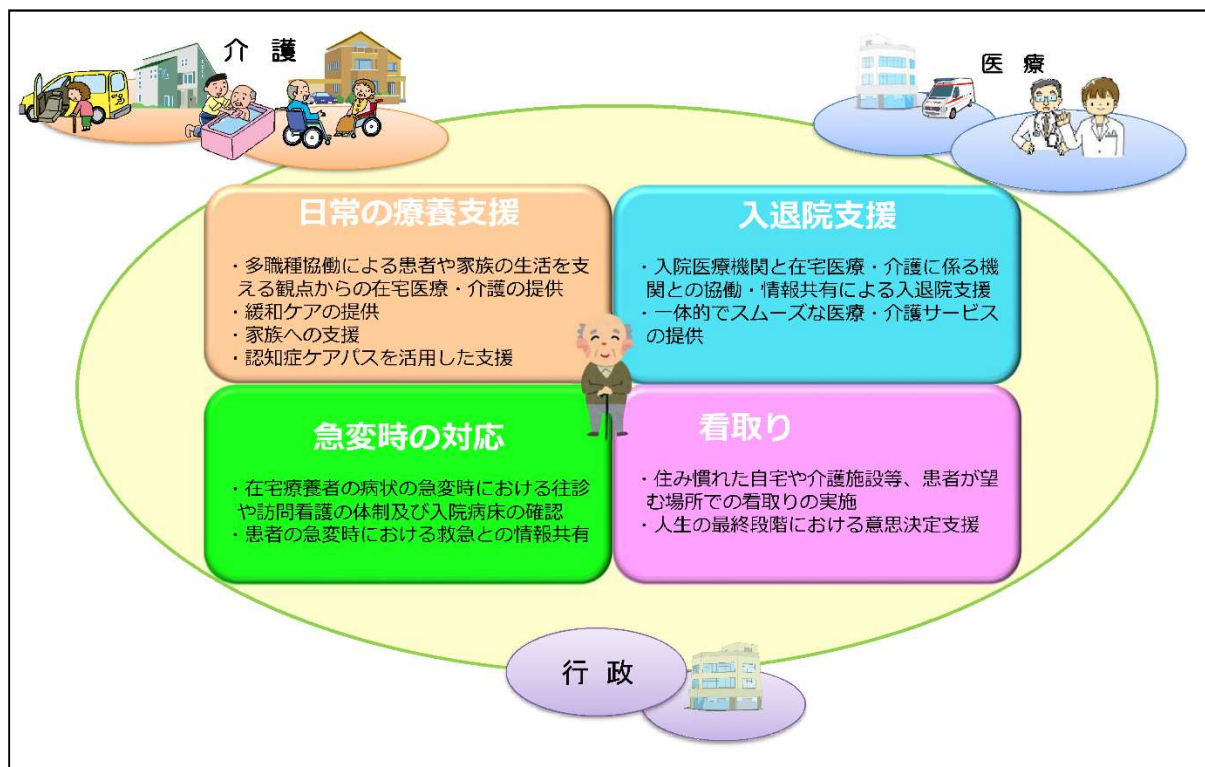 介 護
医 療
日常の療養支援
・多職種協働による患者や家族の生活を支
える観点からの在宅医療・介護の提供
・緩和ケアの提供
・家族への支援
・認知症ケアパスを活用した支援
入退院支援
・入院医療機関と在宅医療・介護に係る機
関との協働・情報共有による入退院支援
・一体的でスムーズな医療・介護サービス
の提供
急変時の対応
・在宅療養者の病状の急変時における往診
や訪問看護の体制及び入院病床の確認
・患者の急変時における救急との情報共有
看取り
・住み慣れた自宅や介護施設等、患者が望
む場所での看取りの実施
・人生の最終段階における意思決定支援
行 政